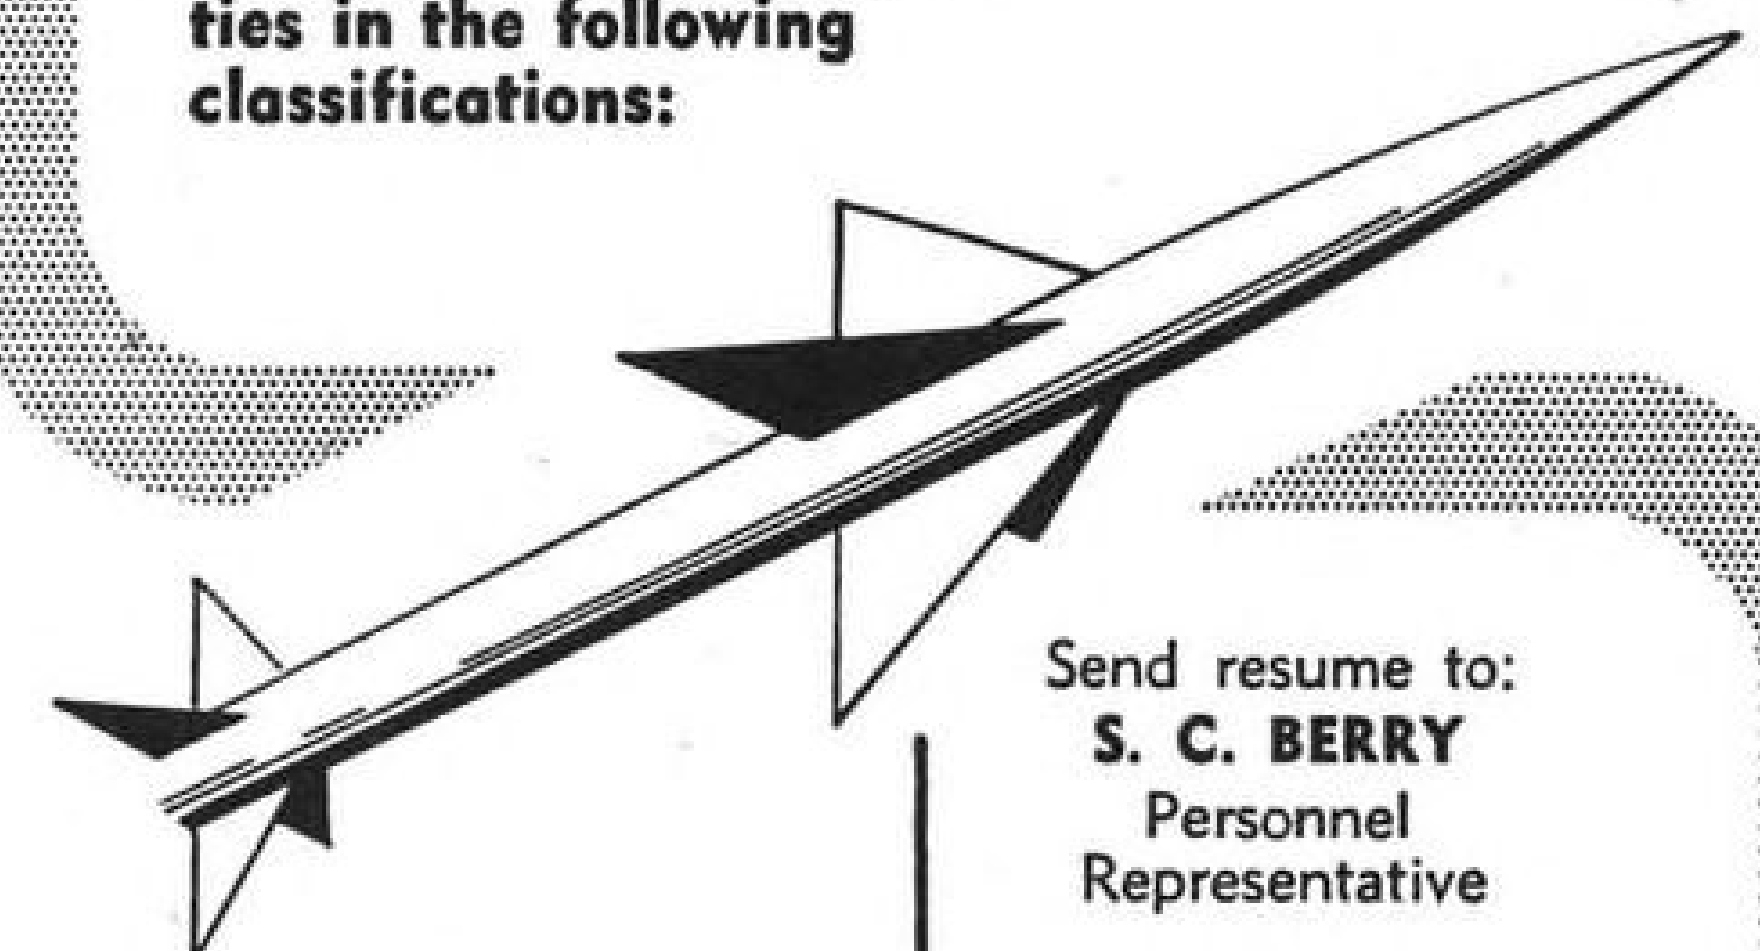 ties in the following
classifications:
Send resume to:
S. C. BERRY
Personnel
Representative